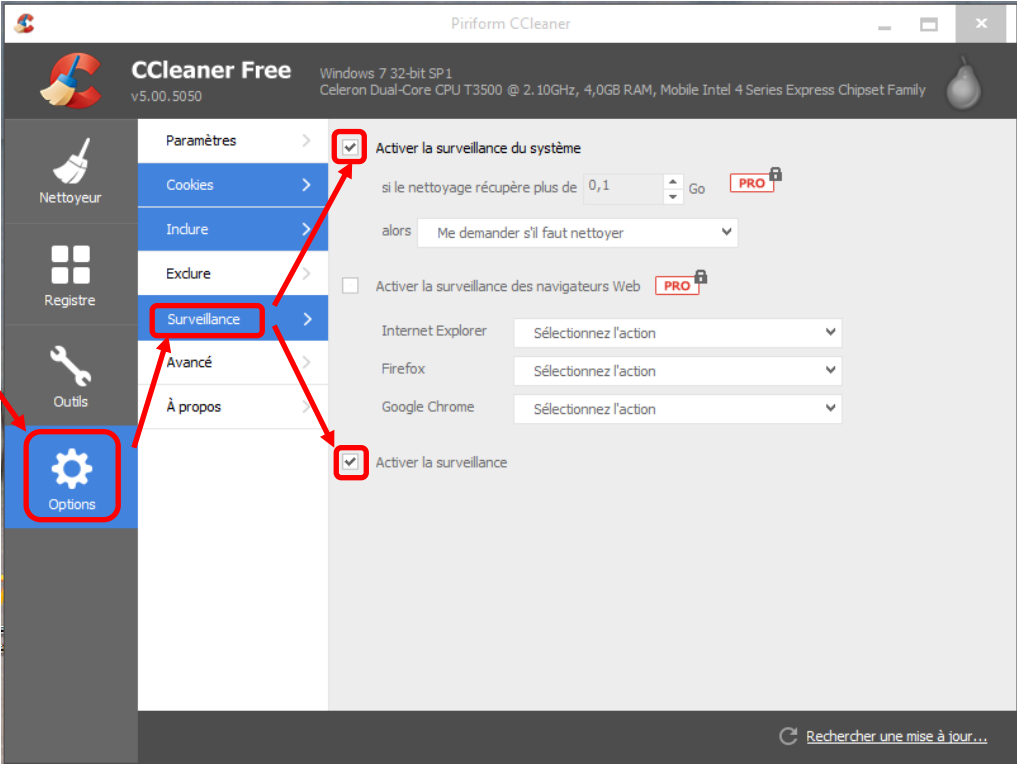 Piriform CCleaner
CCleaner Free
v5.00.5050
Windows 7 32-bit SP1
Celeron Dual-Core CPU T3500 @ 2.10GHz, 4,0GB RAM, Mobile Intel 4 Series Express Chipset Family
Nettoyeur
Registre
Outils
Options
Paramètres
Cookies
Inclure
Exclure
Surveillance
Avancé
À propos
Activer la surveillance du système
si le nettoyage récupère plus de 0,1 Go PRO
alors Me demander s'il faut nettoyer
Activer la surveillance des navigateurs Web PRO
Internet Explorer Sélectionnez l'action
Firefox Sélectionnez l'action
Google Chrome Sélectionnez l'action
Activer la surveillance
Rechercher une mise à jour...